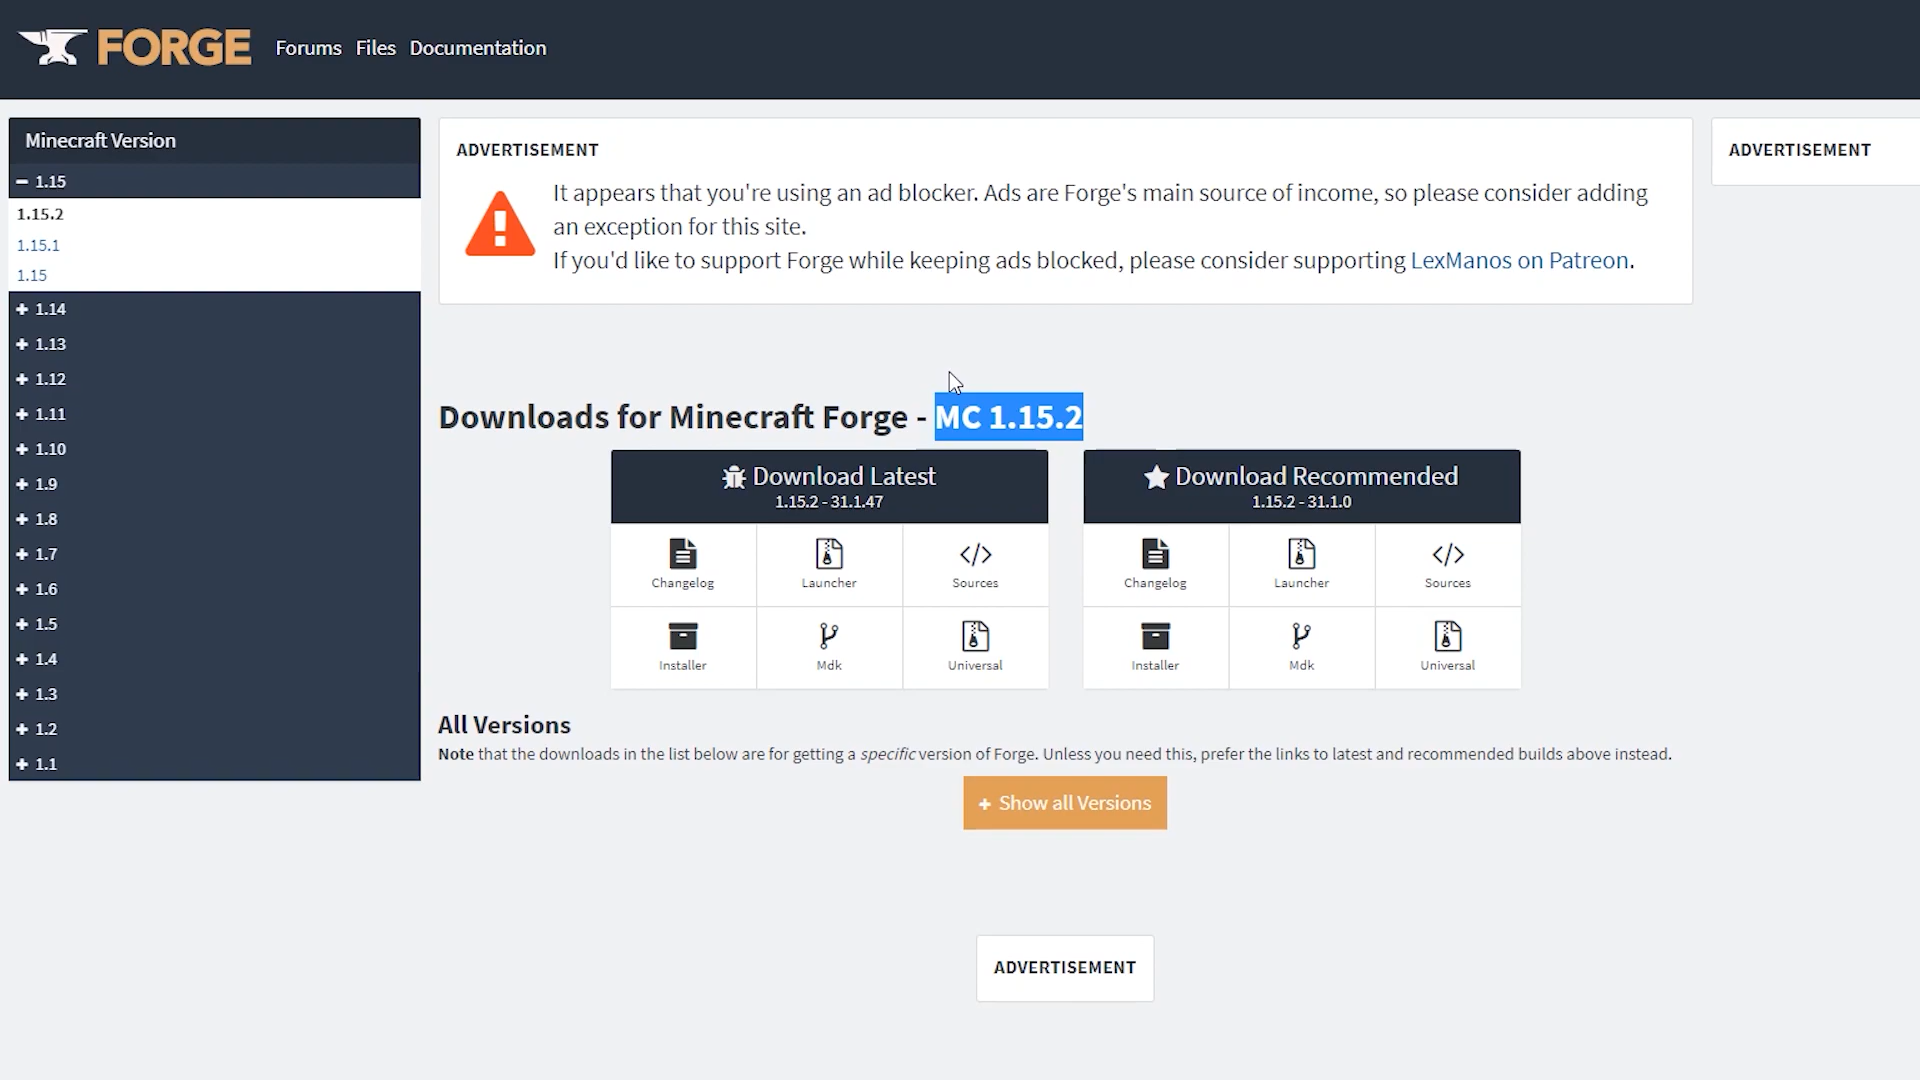 FORGE Forums Files Documentation
Minecraft Version
1.15
1.15.2
1.15.1
1.15
1.14
1.13
1.12
1.11
1.10
1.9
1.8
1.7
1.6
1.5
1.4
1.3
1.2
1.1
ADVERTISEMENT
It appears that you're using an ad blocker. Ads are Forge's main source of income, so please consider adding
an exception for this site.
If you'd like to support Forge while keeping ads blocked, please consider supporting LexManos on Patreon.
ADVERTISEMENT
Downloads for Minecraft Forge - MC 1.15.2
Download Latest
1.15.2 - 31.1.47
Changelog Launcher Sources
Installer Mdk Universal
Download Recommended
1.15.2 - 31.1.0
Changelog Launcher Sources
Installer Mdk Universal
All Versions
Note that the downloads in the list below are for getting a specific version of Forge. Unless you need this, prefer the links to latest and recommended builds above instead.
+ Show all Versions
ADVERTISEMENT